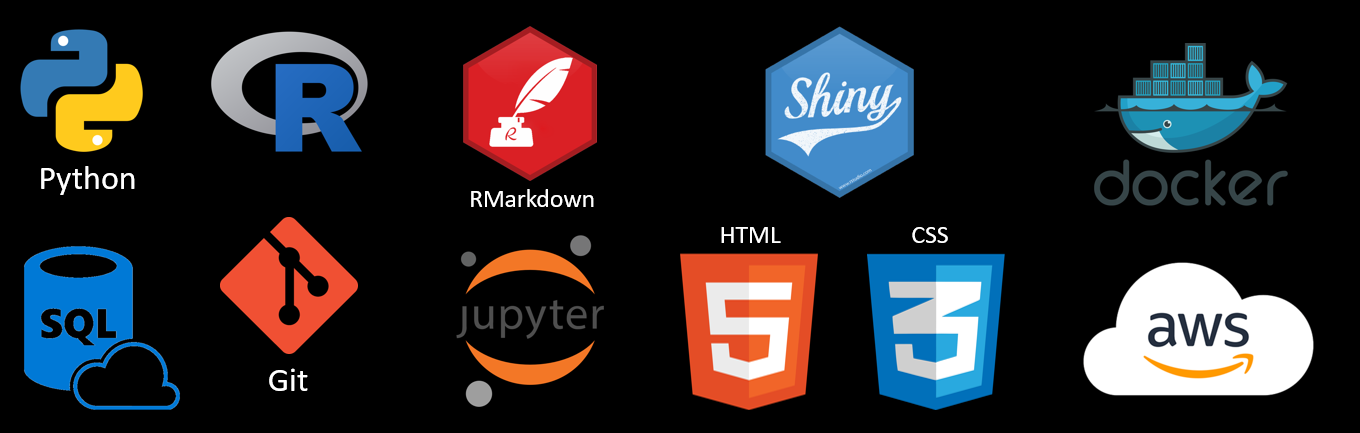 Python
R
R
RMarkdown
Shiny
docker
SQL
Git
jupyter
HTML
5
CSS
3
aws